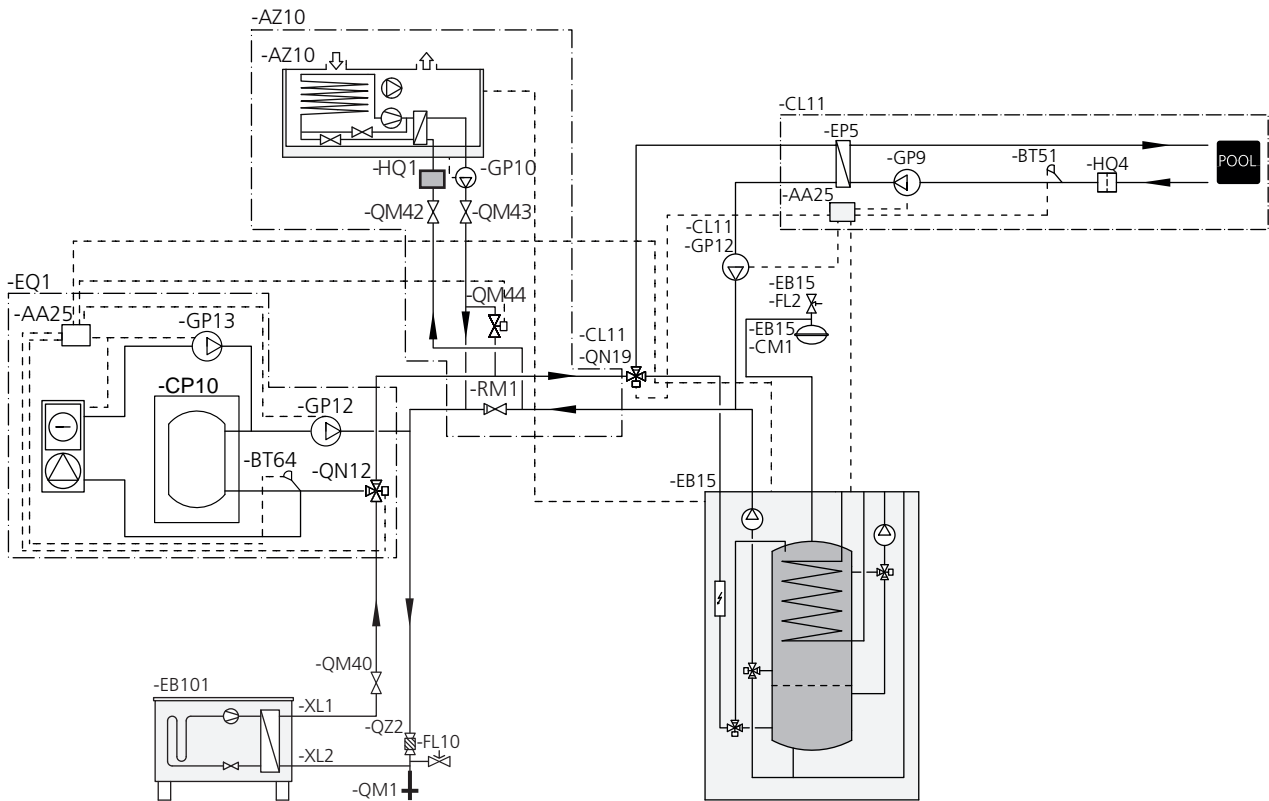 -AZ10
-AZ10
-HQ1
-GP10
-QM42
-QM43
-CL11
-EP5
-GP9
-BT51
-HQ4
POOL
-AA25
-CL11
-GP12
-EB15
-FL2
-EB15
-CM1
-EQ1
-AA25
-GP13
-QM44
-CL11
-QN19
-CP10
-RM1
-GP12
-BT64
-QN12
-EB15
-QM40
-EB101
-XL1
-QZ2
-FL10
-XL2
-QM1